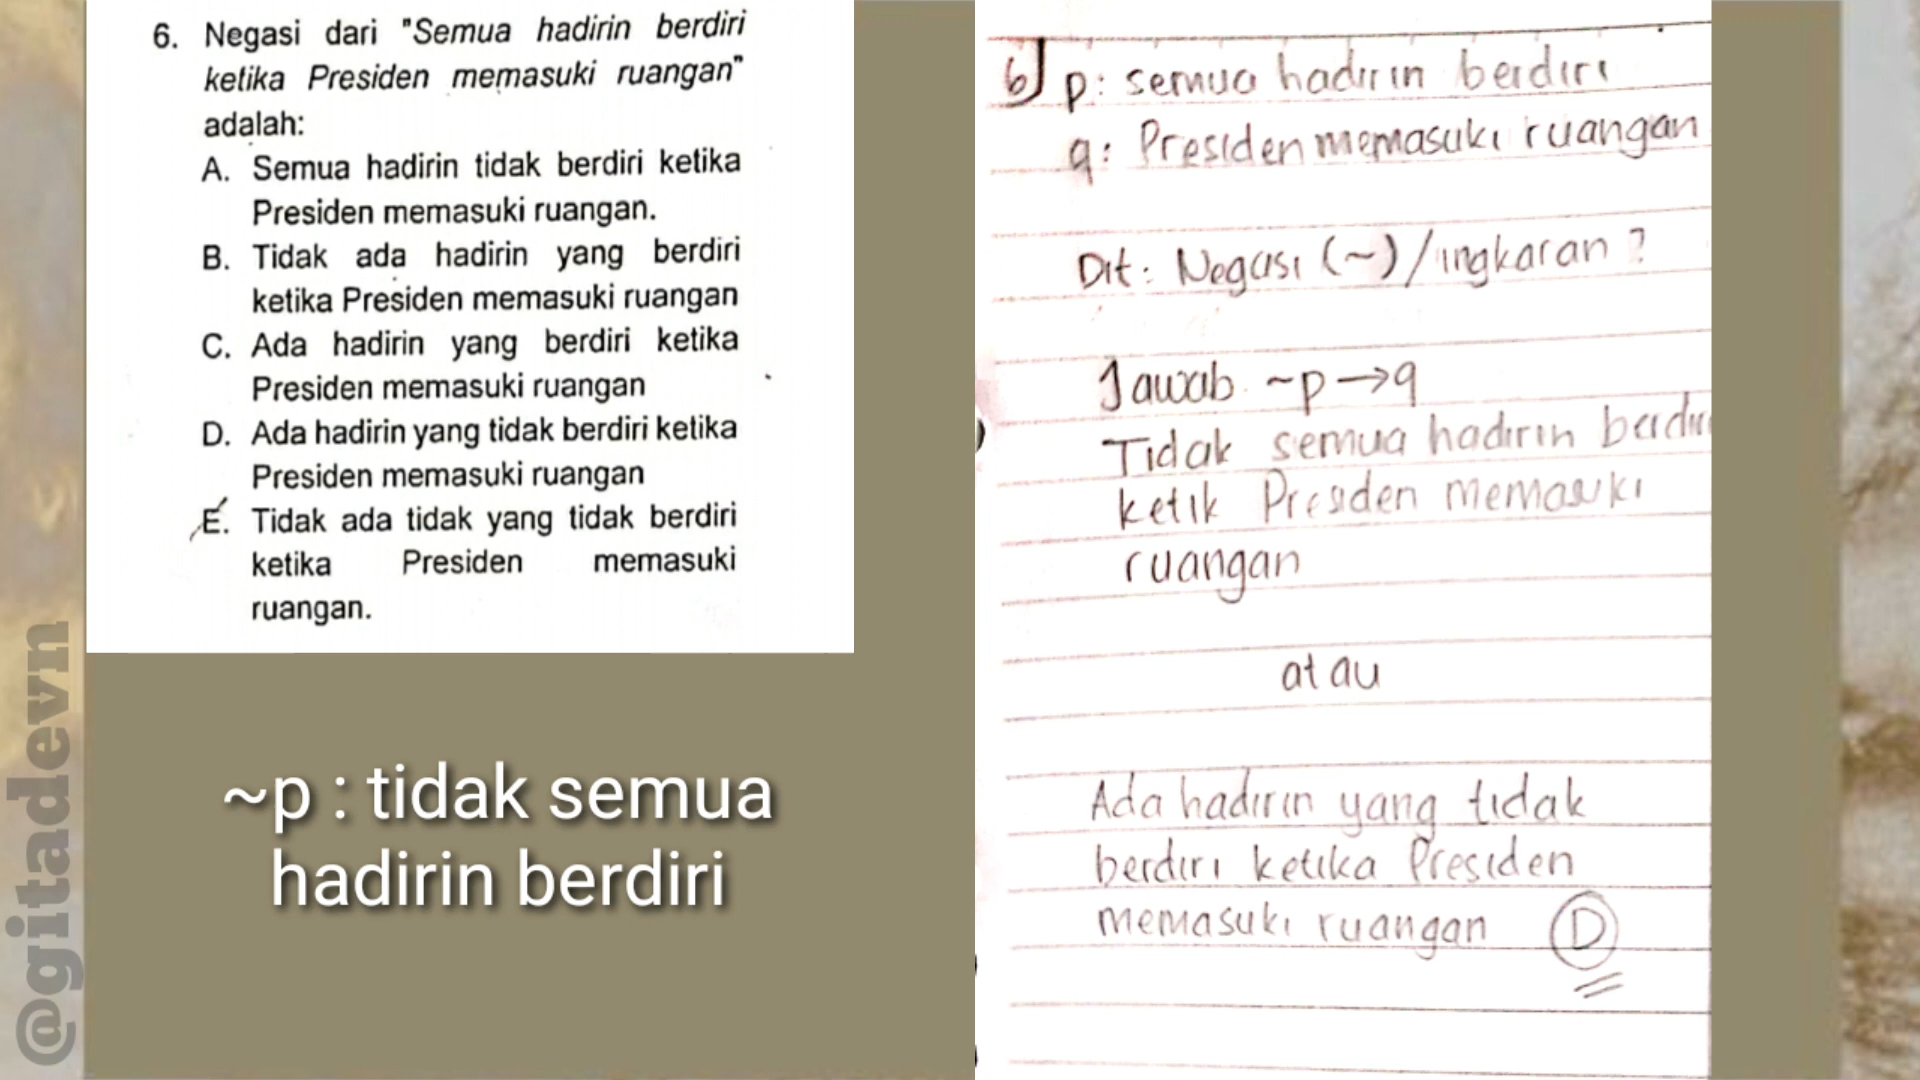 6. Negasi dari "Semua hadirin berdiri
ketika Presiden memasuki ruangan"
adalah:
A. Semua hadirin tidak berdiri ketika
Presiden memasuki ruangan.
B. Tidak ada hadirin yang berdiri
ketika Presiden memasuki ruangan
C. Ada hadirin yang berdiri ketika
Presiden memasuki ruangan
D. Ada hadirin yang tidak berdiri ketika
Presiden memasuki ruangan
E. Tidak ada tidak yang tidak berdiri
ketika Presiden memasuki
ruangan.
~p : tidak semua
hadirin berdiri
6) p: semua hadirin berdiri
q: Presiden memasuki ruangan
Dit: Negasi (~) / ingkaran ?
Jawab ~p → q
Tidak semua hadirin berdiri
ketik Presiden memasuki
ruangan
atau
Ada hadirin yang tidak
berdiri ketika Presiden
memasuki ruangan D
@gitadevn